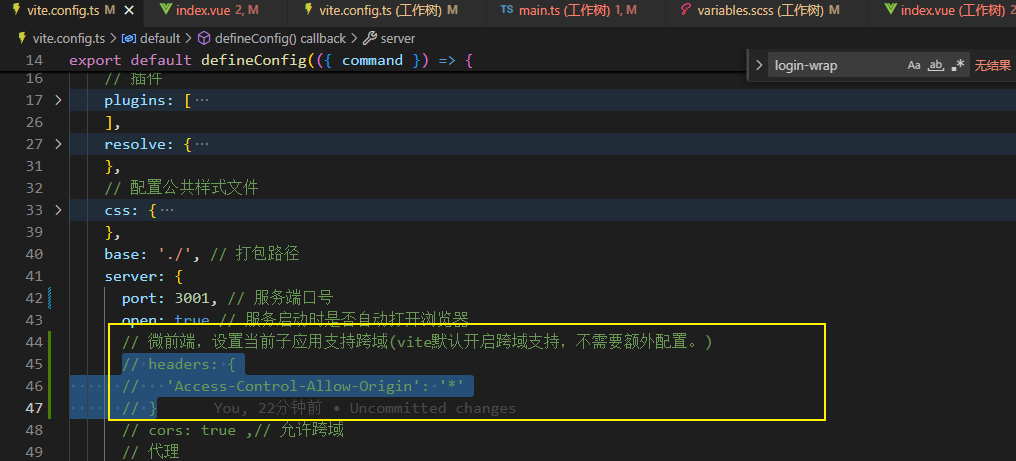 vite.config.ts M index.vue 2, M vite.config.ts (工作树) M TS main.ts (工作树) 1, M variables.scss (工作树) M index.vue (工作树) 2
vite.config.ts > default > defineConfig() callback > server
14 export default defineConfig(({ command }) => {
login-wrap Aa ab .* 无结果
16 // 插件
17 plugins: [ ···
26 ],
27 resolve: { ···
31 },
32 // 配置公共样式文件
33 css: { ···
39 },
40 base: './', // 打包路径
41 server: {
42 port: 3001, // 服务端口号
43 open: true // 服务启动时是否自动打开浏览器
44 // 微前端，设置当前子应用支持跨域(vite默认开启跨域支持，不需要额外配置。)
45 // headers: {
46 // 'Access-Control-Allow-Origin': '*'
47 // } You, 22分钟前 • Uncommitted changes
48 // cors: true ,// 允许跨域
49 // 代理